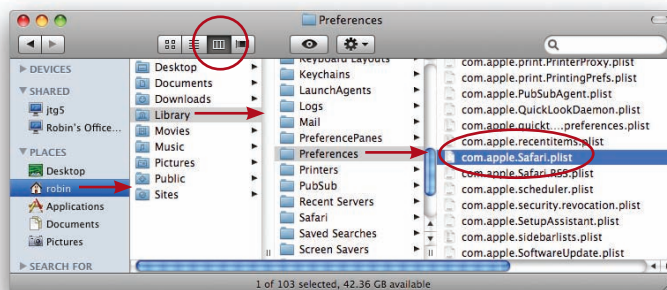 Preferences
DEVICES
SHARED
jtg5
Robin's Office...
PLACES
Desktop
robin
Applications
Documents
Pictures
SEARCH FOR
Desktop
Documents
Downloads
Library
Movies
Music
Pictures
Public
Sites
Keyboard Layouts
Keychains
LaunchAgents
Logs
Mail
PreferencePanes
Preferences
Printers
PubSub
Recent Servers
Safari
Saved Searches
Screen Savers
com.apple.print.PrinterProxy.plist
com.apple.print.PrintingPrefs.plist
com.apple.PubSubAgent.plist
com.apple.QuickLookDaemon.plist
com.apple.quickt....preferences.plist
com.apple.recentitems.plist
com.apple.Safari.plist
com.apple.Safari.RSS.plist
com.apple.scheduler.plist
com.apple.security.revocation.plist
com.apple.SetupAssistant.plist
com.apple.sidebarlists.plist
com.apple.SoftwareUpdate.plist
1 of 103 selected, 42.36 GB available